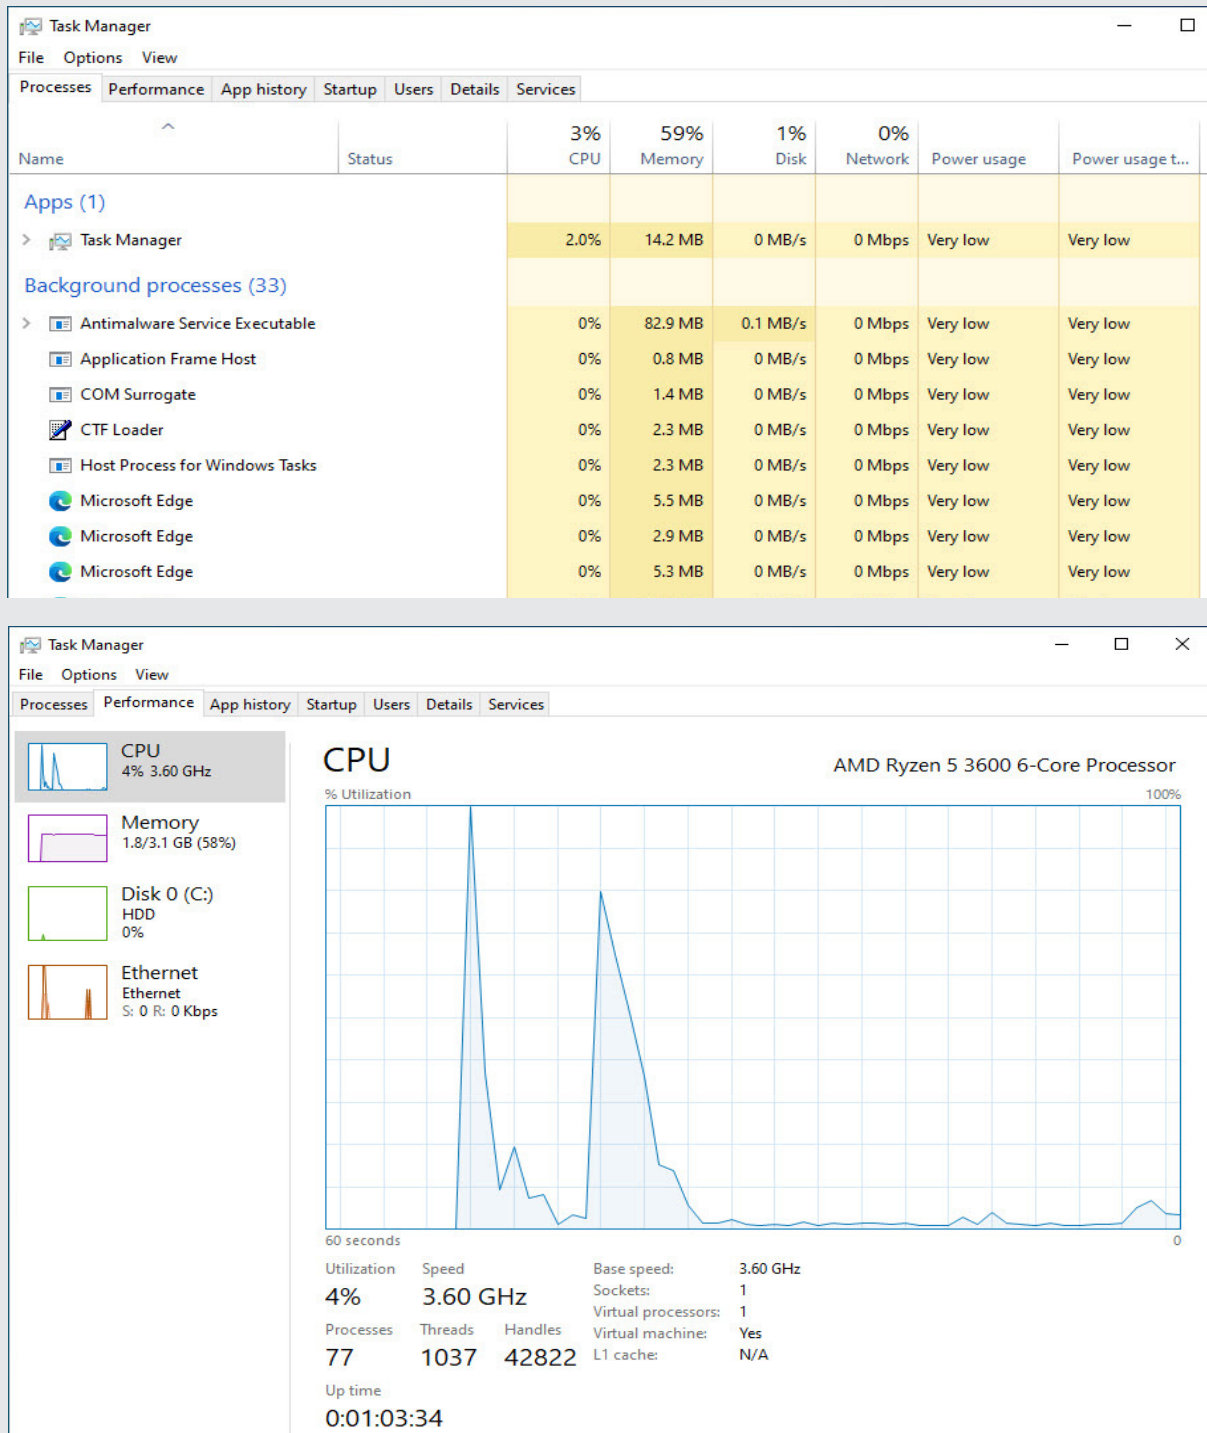 Task Manager
File Options View
Processes Performance App history Startup Users Details Services
3% 59% 1% 0%
Name Status CPU Memory Disk Network Power usage Power usage t...
Apps (1)
Task Manager 2.0% 14.2 MB 0 MB/s 0 Mbps Very low Very low
Background processes (33)
Antimalware Service Executable 0% 82.9 MB 0.1 MB/s 0 Mbps Very low Very low
Application Frame Host 0% 0.8 MB 0 MB/s 0 Mbps Very low Very low
COM Surrogate 0% 1.4 MB 0 MB/s 0 Mbps Very low Very low
CTF Loader 0% 2.3 MB 0 MB/s 0 Mbps Very low Very low
Host Process for Windows Tasks 0% 2.3 MB 0 MB/s 0 Mbps Very low Very low
Microsoft Edge 0% 5.5 MB 0 MB/s 0 Mbps Very low Very low
Microsoft Edge 0% 2.9 MB 0 MB/s 0 Mbps Very low Very low
Microsoft Edge 0% 5.3 MB 0 MB/s 0 Mbps Very low Very low
Task Manager
File Options View
Processes Performance App history Startup Users Details Services
CPU
4% 3.60 GHz
Memory
1.8/3.1 GB (58%)
Disk 0 (C:)
HDD
0%
Ethernet
Ethernet
S: 0 R: 0 Kbps
CPU AMD Ryzen 5 3600 6-Core Processor
% Utilization 100%
60 seconds 0
Utilization Speed
4% 3.60 GHz
Processes Threads Handles
77 1037 42822
Up time
0:01:03:34
Base speed: 3.60 GHz
Sockets: 1
Virtual processors: 1
Virtual machine: Yes
L1 cache: N/A